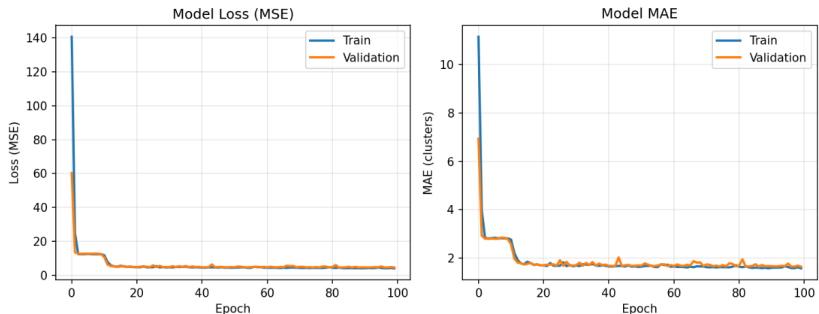 Model Loss (MSE)
Loss (MSE)
140
120
100
80
60
40
20
0
Train
Validation
0 20 40 60 80 100
Epoch
Model MAE
MAE (clusters)
10
8
6
4
2
Train
Validation
0 20 40 60 80 100
Epoch